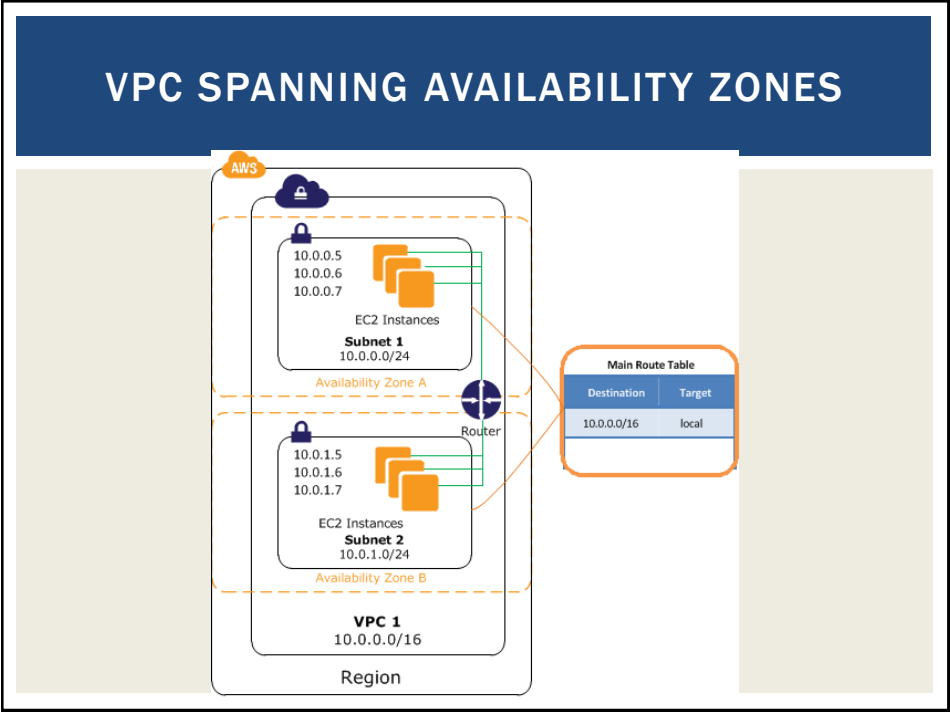 VPC SPANNING AVAILABILITY ZONES
AWS
10.0.0.5
10.0.0.6
10.0.0.7
EC2 Instances
Subnet 1
10.0.0.0/24
Availability Zone A
Router
10.0.1.5
10.0.1.6
10.0.1.7
EC2 Instances
Subnet 2
10.0.1.0/24
Availability Zone B
VPC 1
10.0.0.0/16
Region
Main Route Table
Destination Target
10.0.0.0/16 local